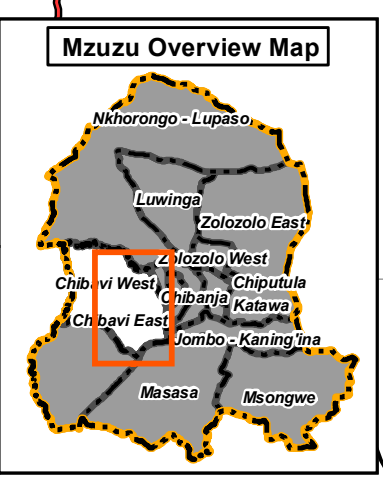 Mzuzu Overview Map
Nkhorongo - Lupaso
Luwinga
Zolozolo East
Zolozolo West
Chibavi West
Chiputula
Chibanja
Katawa
Chibavi East
Jombo - Kaning'ina
Masasa
Msongwe